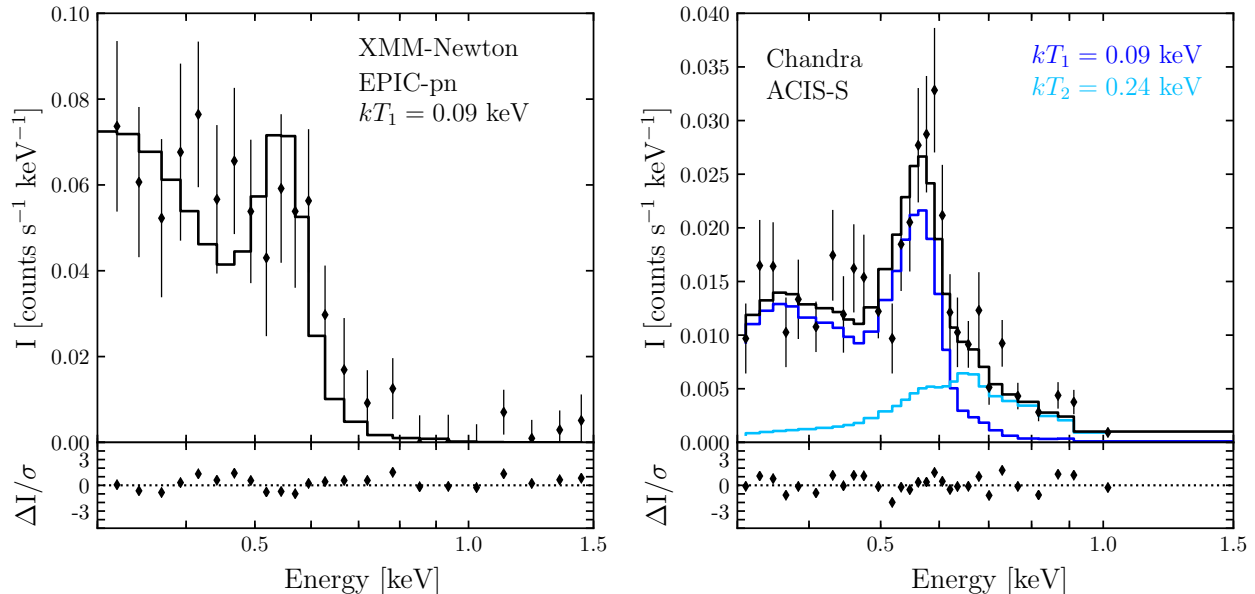 0.10
0.08
0.06
0.04
0.02
0.00
I [counts s⁻¹ keV⁻¹]
XMM-Newton
EPIC-pn
kT₁ = 0.09 keV
3
0
-3
ΔI/σ
0.5
1.0
1.5
Energy [keV]
0.040
0.035
0.030
0.025
0.020
0.015
0.010
0.005
0.000
I [counts s⁻¹ keV⁻¹]
Chandra
ACIS-S
kT₁ = 0.09 keV
kT₂ = 0.24 keV
3
0
-3
ΔI/σ
0.5
1.0
1.5
Energy [keV]